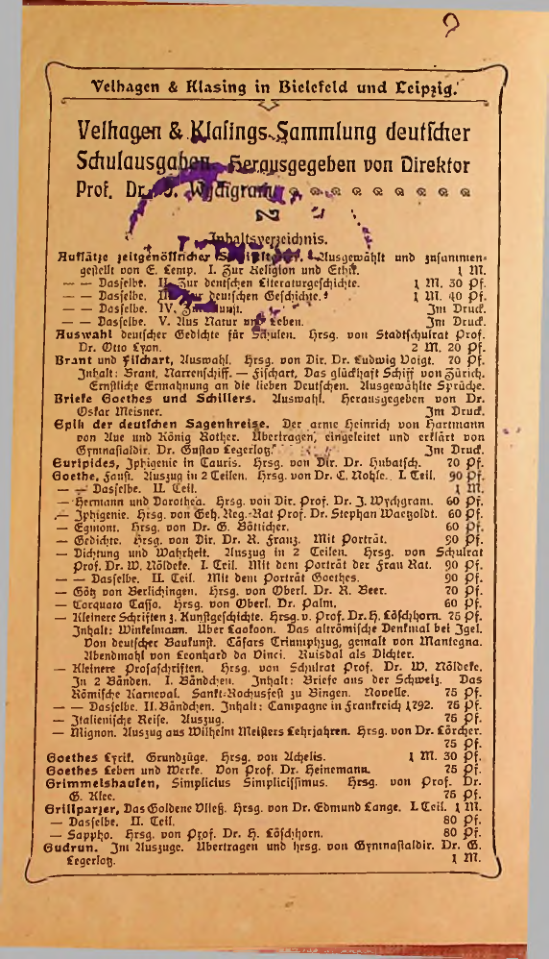 Velhagen & Klasing in Bielefeld und Leipzig.
Velhagen & Klasings Sammlung deutscher
Schulausgaben. Herausgegeben von Direktor
Prof. Dr. J. Wychgram.
Inhaltsverzeichnis.
Aufsätze zeitgenössischer Schriftsteller. Ausgewählt und zusammen-
gestellt von E. Lemp. I. Zur Religion und Ethik. 1 M.
— — Dasselbe. II. Zur deutschen Literaturgeschichte. 1 M. 30 Pf.
— — Dasselbe. III. Zur deutschen Geschichte. 1 M. 40 Pf.
— — Dasselbe. IV. Zur Kunst. Im Druck.
— — Dasselbe. V. Aus Natur und Leben. Im Druck.
Auswahl deutscher Gedichte für Schulen. Hrsg. von Stadtschulrat Prof.
Dr. Otto Lyon. 2 M. 20 Pf.
Brant und Fischart, Auswahl. Hrsg. von Dir. Dr. Ludwig Voigt. 70 Pf.
Inhalt: Brant, Narrenschiff. — Fischart, Das glückhaft Schiff von Zürich.
Ernstliche Ermahnung an die lieben Deutschen. Ausgewählte Sprüche.
Briefe Goethes und Schillers. Auswahl. Herausgegeben von Dr.
Oskar Meisner. Im Druck.
Epik der deutschen Sagenkreise. Der arme Heinrich von Hartmann
von Aue und König Rother. Übertragen, eingeleitet und erklärt von
Gymnasialdir. Dr. Gustav Legerlotz. Im Druck.
Euripides, Iphigenie in Tauris. Hrsg. von Dir. Dr. Hubatsch. 70 Pf.
Goethe, Faust. Auszug in 2 Teilen. Hrsg. von Dr. C. Nohle. I. Teil. 90 Pf.
— — Dasselbe. II. Teil. 1 M.
— Hermann und Dorothea. Hrsg. von Dir. Prof. Dr. J. Wychgram. 60 Pf.
— Iphigenie. Hrsg. von Geh. Reg.-Rat Prof. Dr. Stephan Waetzoldt. 60 Pf.
— Egmont. Hrsg. von Dr. G. Bötticher. 60 Pf.
— Gedichte. Hrsg. von Dir. Dr. R. Franz. Mit Porträt. 90 Pf.
— Dichtung und Wahrheit. Auszug in 2 Teilen. Hrsg. von Schulrat
Prof. Dr. W. Nöldeke. I. Teil. Mit dem Porträt der Frau Rat. 90 Pf.
— — Dasselbe. II. Teil. Mit dem Porträt Goethes. 90 Pf.
— Götz von Berlichingen. Hrsg. von Oberl. Dr. R. Beer. 70 Pf.
— Torquato Tasso. Hrsg. von Oberl. Dr. Palm. 60 Pf.
— Kleinere Schriften z. Kunstgeschichte. Hrsg. v. Prof. Dr. H. Löschhorn. 75 Pf.
Inhalt: Winkelmann. Über Laokoon. Das altrömische Denkmal bei Igel.
Von deutscher Baukunst. Cäsars Triumphzug, gemalt von Mantegna.
Abendmahl von Leonhard da Vinci. Ruisdal als Dichter.
— Kleinere Prosaschriften. Hrsg. von Schulrat Prof. Dr. W. Nöldeke.
In 2 Bänden. I. Bändchen. Inhalt: Briefe aus der Schweiz. Das
Römische Karneval. Sankt-Rochusfest zu Bingen. Novelle. 75 Pf.
— — Dasselbe. II. Bändchen. Inhalt: Campagne in Frankreich 1792. 75 Pf.
— Italienische Reise. Auszug. 75 Pf.
— Mignon. Auszug aus Wilhelm Meisters Lehrjahren. Hrsg. von Dr. Lörcher.
75 Pf.
Goethes Lyrik. Grundzüge. Hrsg. von Achelis. 1 M. 30 Pf.
Goethes Leben und Werke. Von Prof. Dr. Heinemann. 75 Pf.
Grimmelshausen, Simplicius Simplicissimus. Hrsg. von Prof. Dr.
G. Klee. 75 Pf.
Grillparzer, Das Goldene Vließ. Hrsg. von Dr. Edmund Lange. I. Teil. 1 M.
— Dasselbe. II. Teil. 80 Pf.
— Sappho. Hrsg. von Prof. Dr. H. Löschhorn. 80 Pf.
Gudrun. Im Auszuge. Übertragen und hrsg. von Gymnasialdir. Dr. G.
Legerlotz. 1 M.